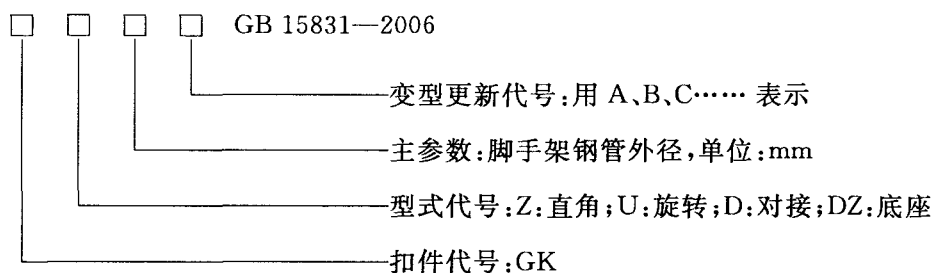 □ □ □ □ GB 15831—2006
变型更新代号:用 A、B、C…… 表示
主参数:脚手架钢管外径,单位:mm
型式代号:Z:直角;U:旋转;D:对接;DZ:底座
扣件代号:GK